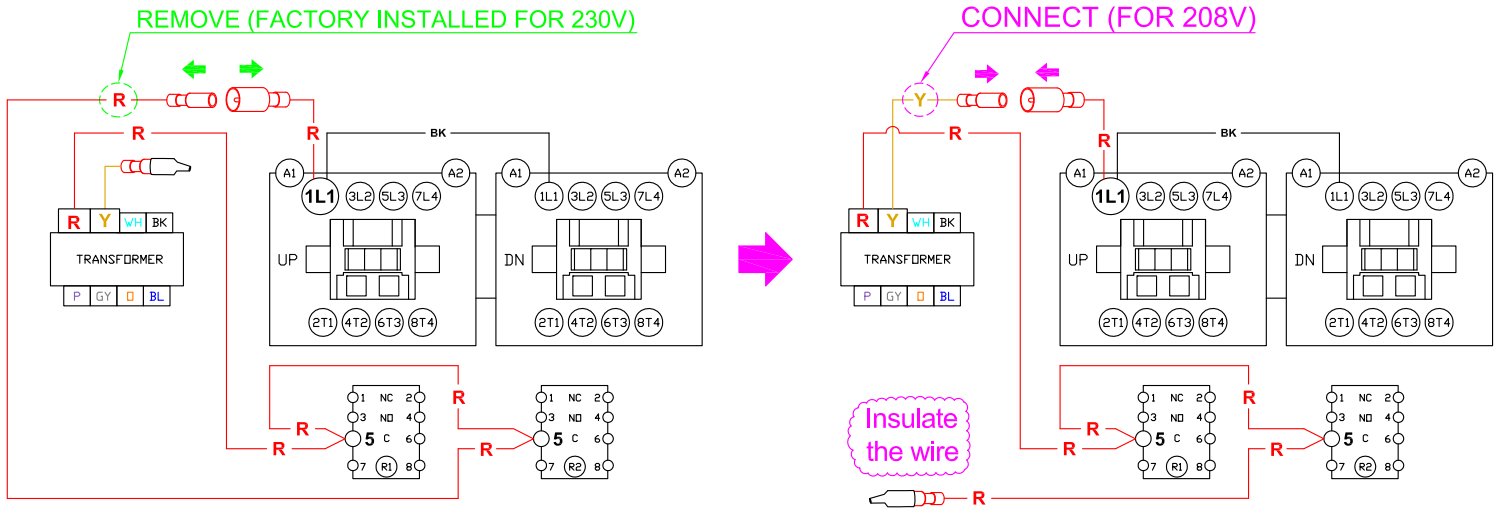 REMOVE (FACTORY INSTALLED FOR 230V)
R
R
R
BK
A1
A2
A1
A2
1L1
3L2
5L3
7L4
1L1
3L2
5L3
7L4
R
Y
WH
BK
TRANSFORMER
P
GY
O
BL
UP
DN
2T1
4T2
6T3
8T4
2T1
4T2
6T3
8T4
R
R
R
R
1 NC 2
3 NO 4
5 C 6
7 R1 8
1 NC 2
3 NO 4
5 C 6
7 R2 8
CONNECT (FOR 208V)
Y
R
R
BK
A1
A2
A1
A2
1L1
3L2
5L3
7L4
1L1
3L2
5L3
7L4
R
Y
WH
BK
TRANSFORMER
P
GY
O
BL
UP
DN
2T1
4T2
6T3
8T4
2T1
4T2
6T3
8T4
R
R
R
R
1 NC 2
3 NO 4
5 C 6
7 R1 8
1 NC 2
3 NO 4
5 C 6
7 R2 8
Insulate
the wire
R